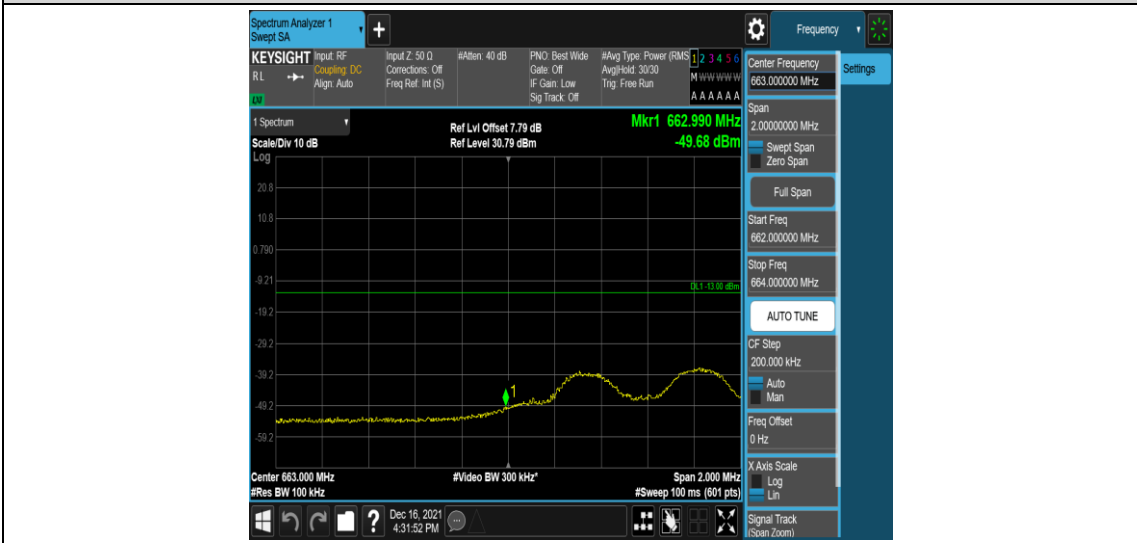 Spectrum Analyzer 1
Swept SA
+
Frequency
KEYSIGHT
RL
LNI
Input: RF
Coupling: DC
Align: Auto
Input Z: 50 Ω
Corrections: Off
Freq Ref: Int (S)
#Atten: 40 dB
PNO: Best Wide
Gate: Off
IF Gain: Low
Sig Track: Off
#Avg Type: Power (RMS
Avg|Hold: 30/30
Trig: Free Run
1 2 3 4 5 6
M W W W W W
A A A A A A
1 Spectrum
Scale/Div 10 dB
Log
Ref Lvl Offset 7.79 dB
Ref Level 30.79 dBm
Mkr1 662.990 MHz
-49.68 dBm
20.8
10.8
0.790
-9.21
DL1 -13.00 dBm
-19.2
-29.2
-39.2
1
-49.2
-59.2
Center 663.000 MHz
#Res BW 100 kHz
#Video BW 300 kHz*
Span 2.000 MHz
#Sweep 100 ms (601 pts)
Center Frequency
663.000000 MHz
Settings
Span
2.00000000 MHz
Swept Span
Zero Span
Full Span
Start Freq
662.000000 MHz
Stop Freq
664.000000 MHz
AUTO TUNE
CF Step
200.000 kHz
Auto
Man
Freq Offset
0 Hz
X Axis Scale
Log
Lin
Signal Track
(Span Zoom)
?
Dec 16, 2021
4:31:52 PM